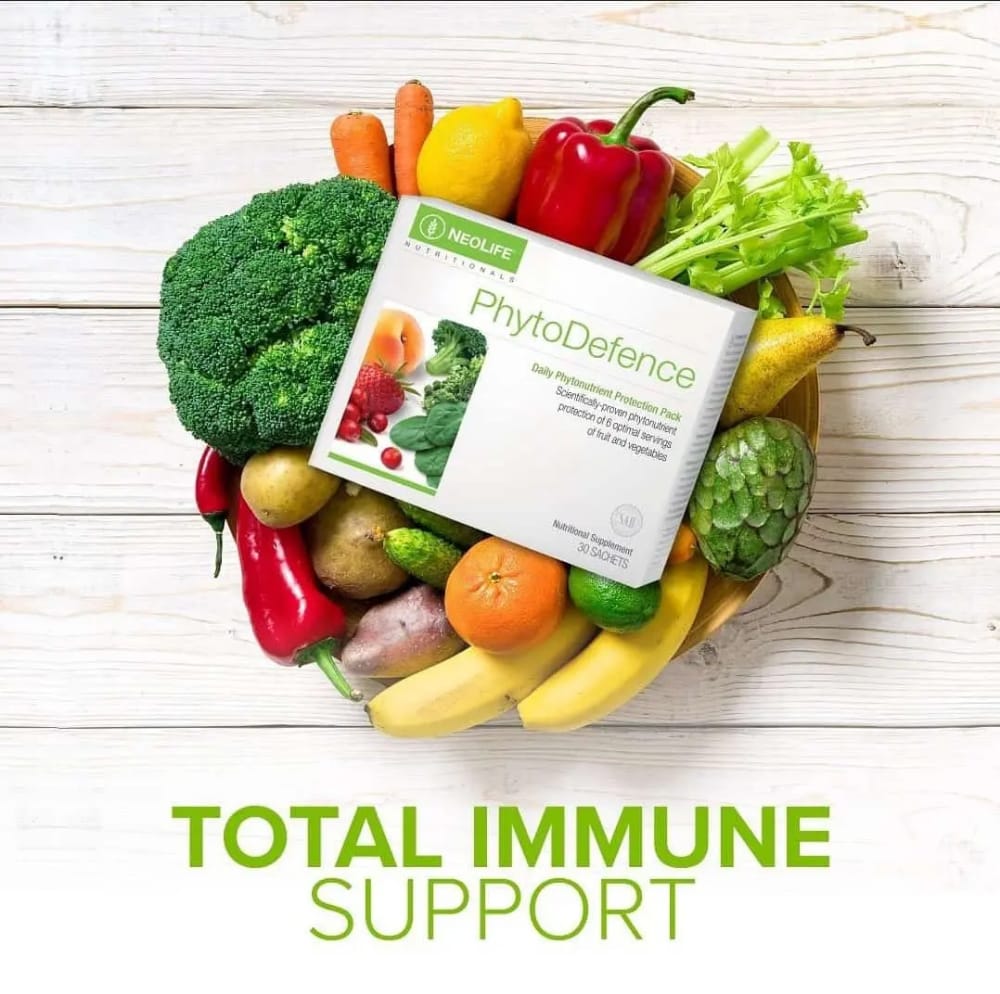 NEOLIFE
NUTRITIONALS
PhytoDefence
Daily Phytonutrient Protection Pack
Scientifically-proven phytonutrient
protection of 6 optimal servings
of fruit and vegetables
SAB
Nutritional Supplement
30 SACHETS
TOTAL IMMUNE
SUPPORT